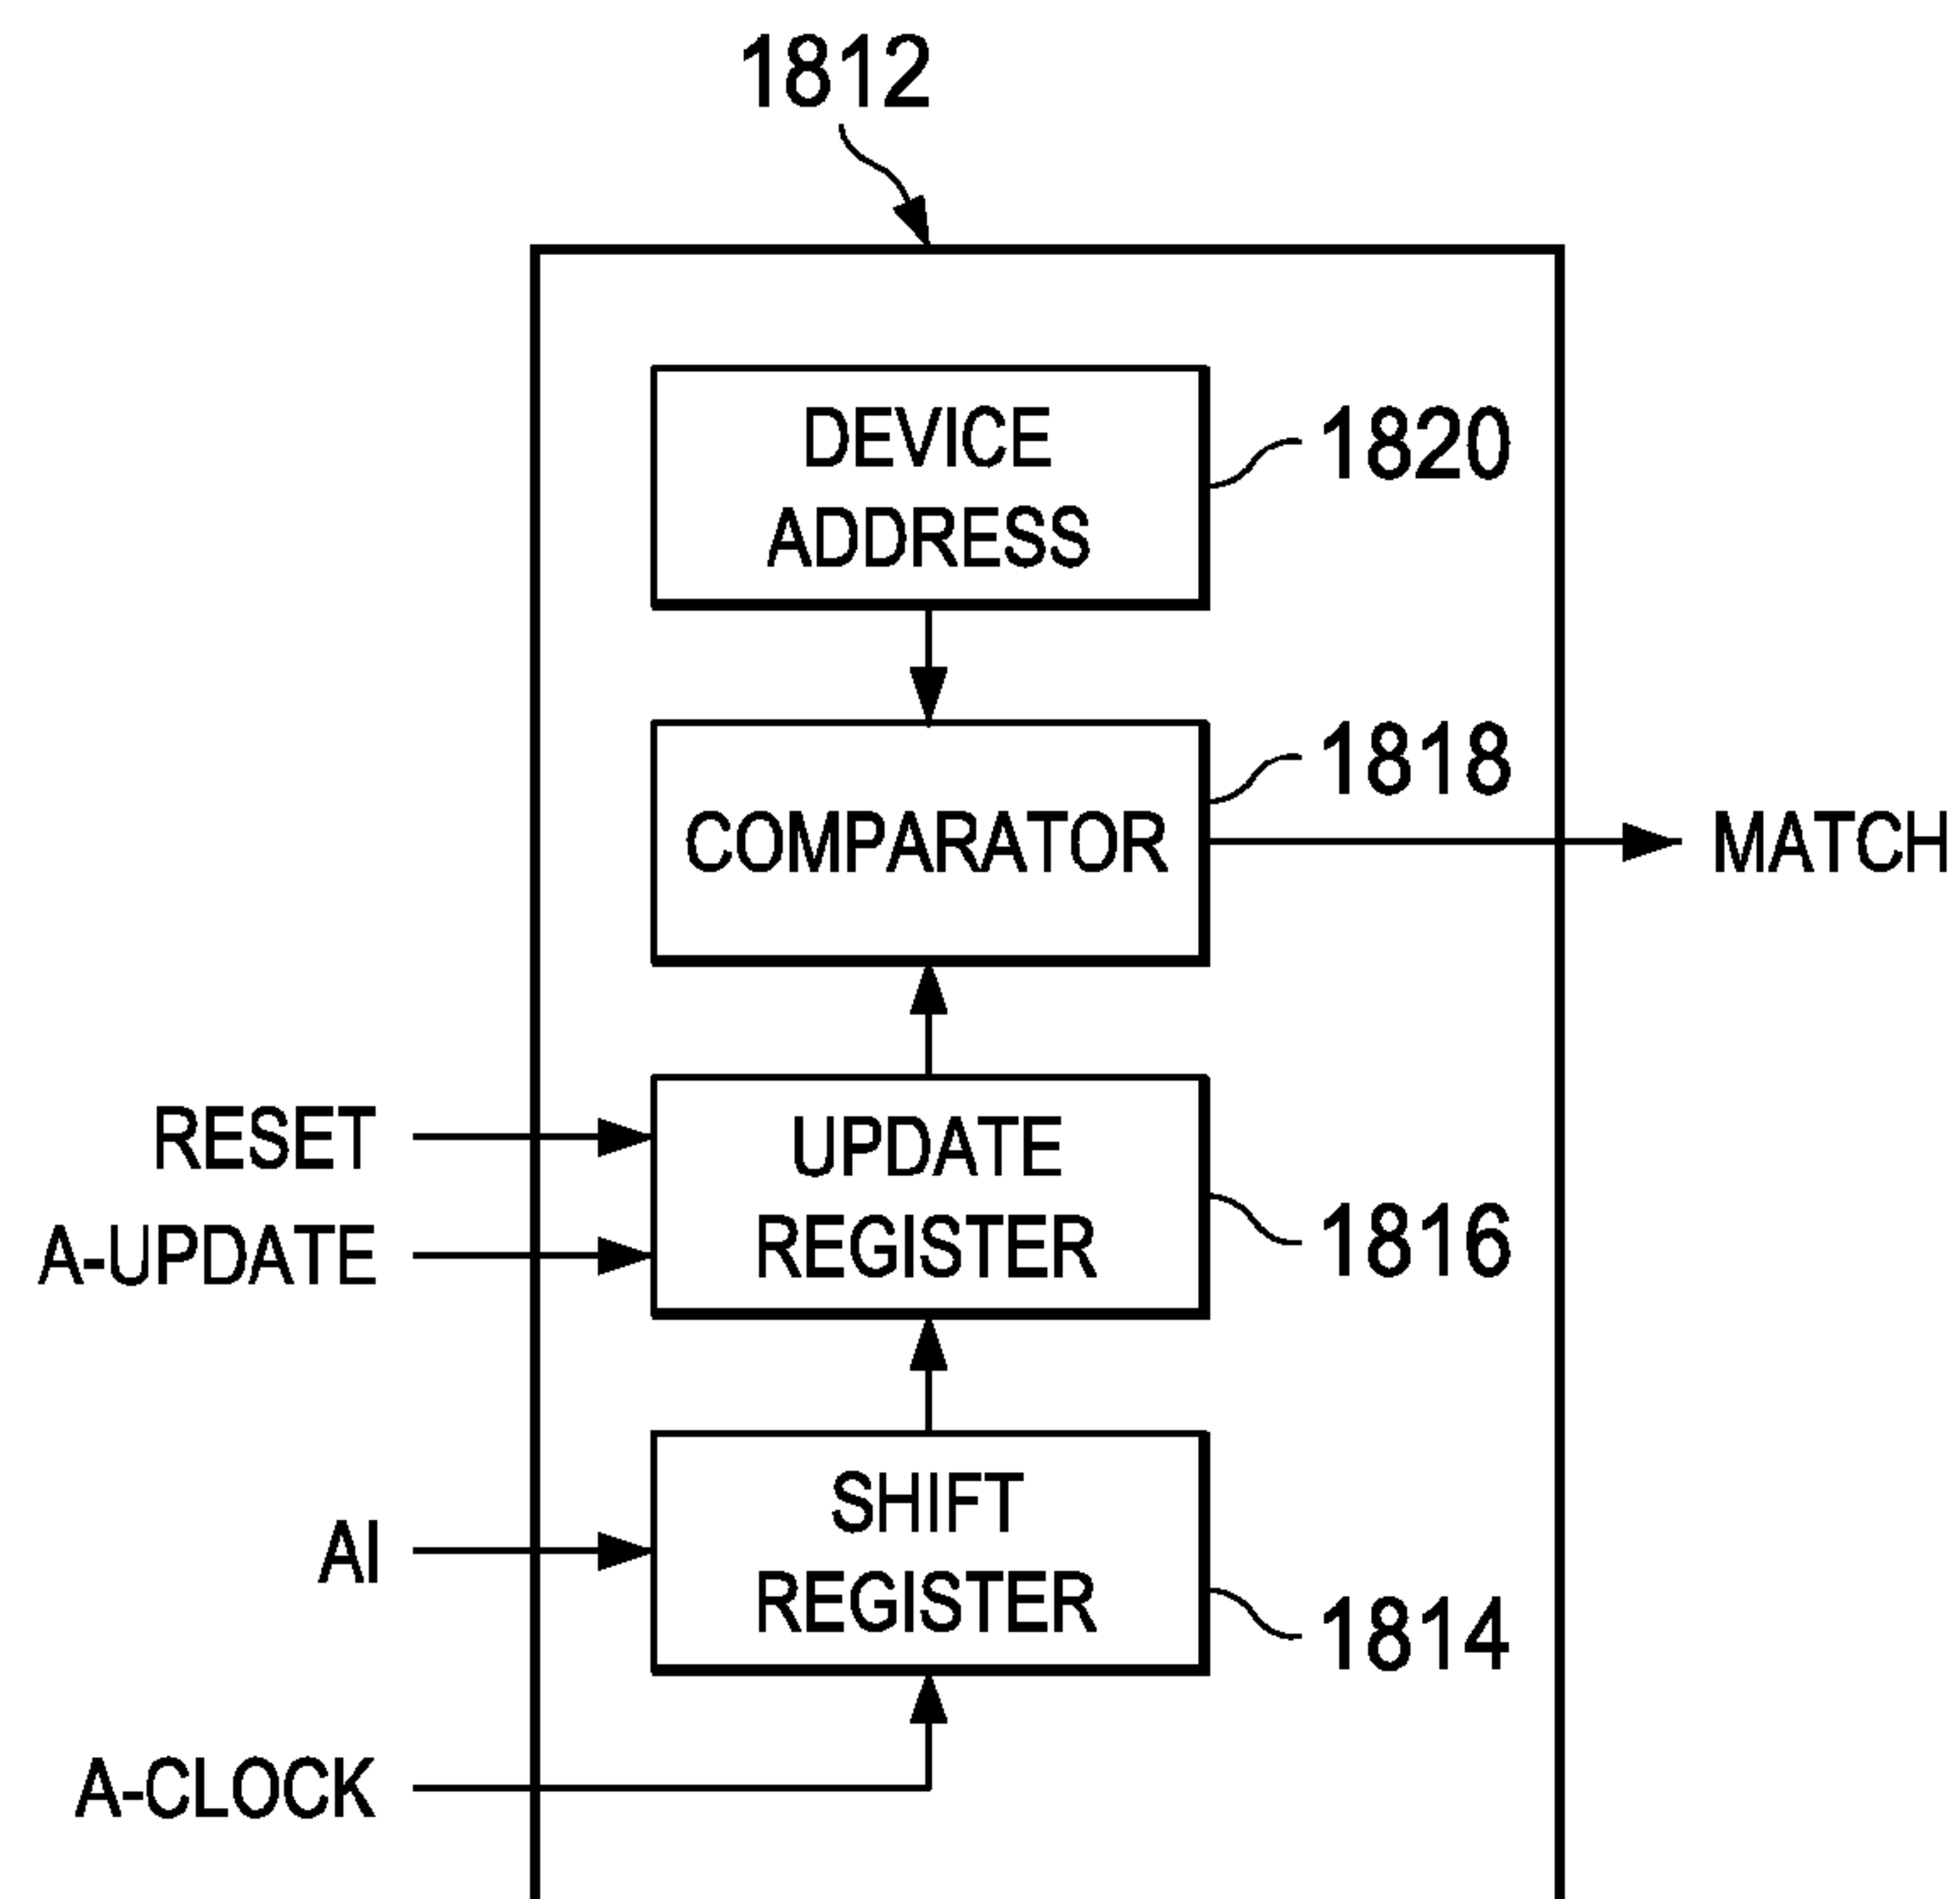 1812
DEVICE
ADDRESS
1820
COMPARATOR
1818
MATCH
RESET
A-UPDATE
UPDATE
REGISTER
1816
AI
SHIFT
REGISTER
1814
A-CLOCK